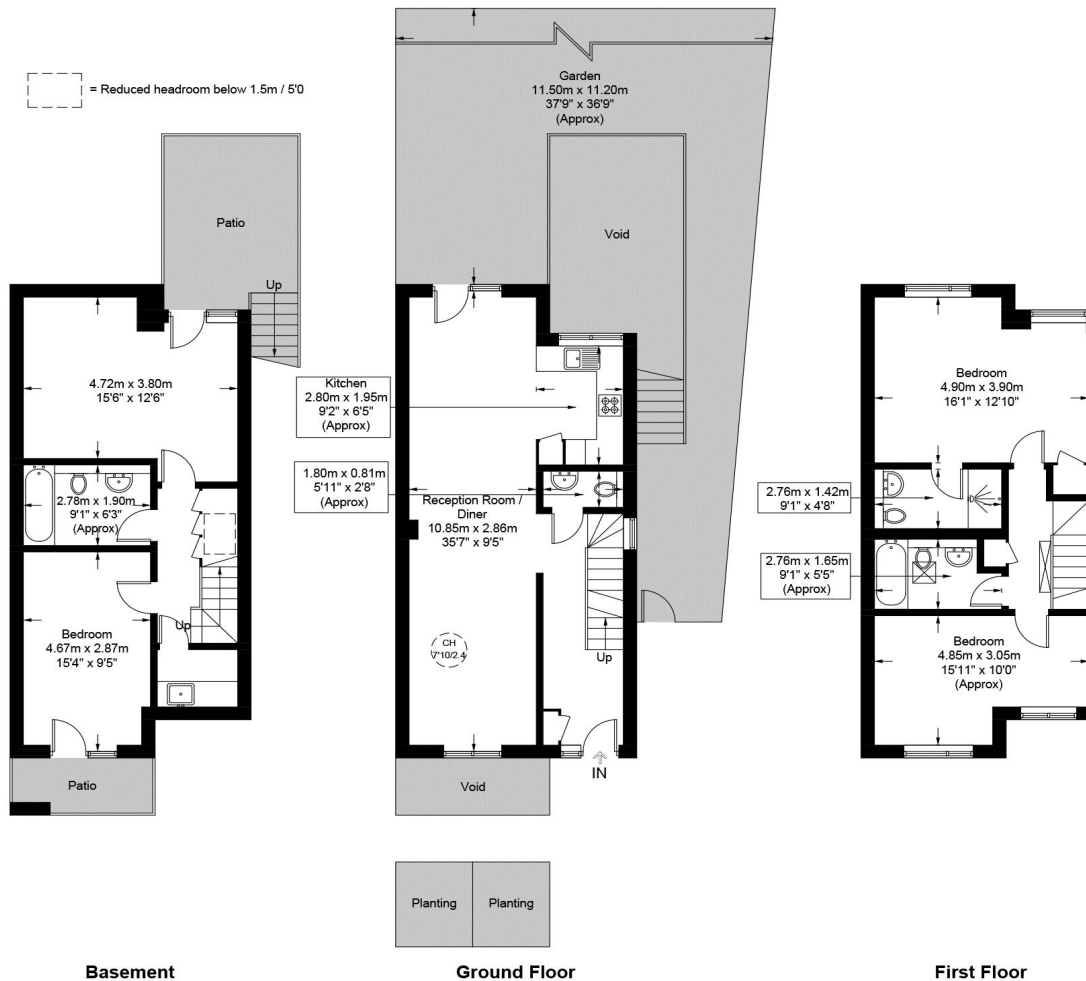 = Reduced headroom below 1.5m / 5'0
Patio
Up
4.72m x 3.80m
15'6" x 12'6"
2.78m x 1.90m
9'1" x 6'3"
(Approx)
Up
Bedroom
4.67m x 2.87m
15'4" x 9'5"
Patio
Basement
Garden
11.50m x 11.20m
37'9" x 36'9"
(Approx)
Void
Kitchen
2.80m x 1.95m
9'2" x 6'5"
(Approx)
1.80m x 0.81m
5'11" x 2'8"
(Approx)
Reception Room /
Diner
10.85m x 2.86m
35'7" x 9'5"
CH
7'10/2.4
Up
IN
Void
Planting
Planting
Ground Floor
Bedroom
4.90m x 3.90m
16'1" x 12'10"
2.76m x 1.42m
9'1" x 4'8"
2.76m x 1.65m
9'1" x 5'5"
(Approx)
Bedroom
4.85m x 3.05m
15'11" x 10'0"
(Approx)
First Floor